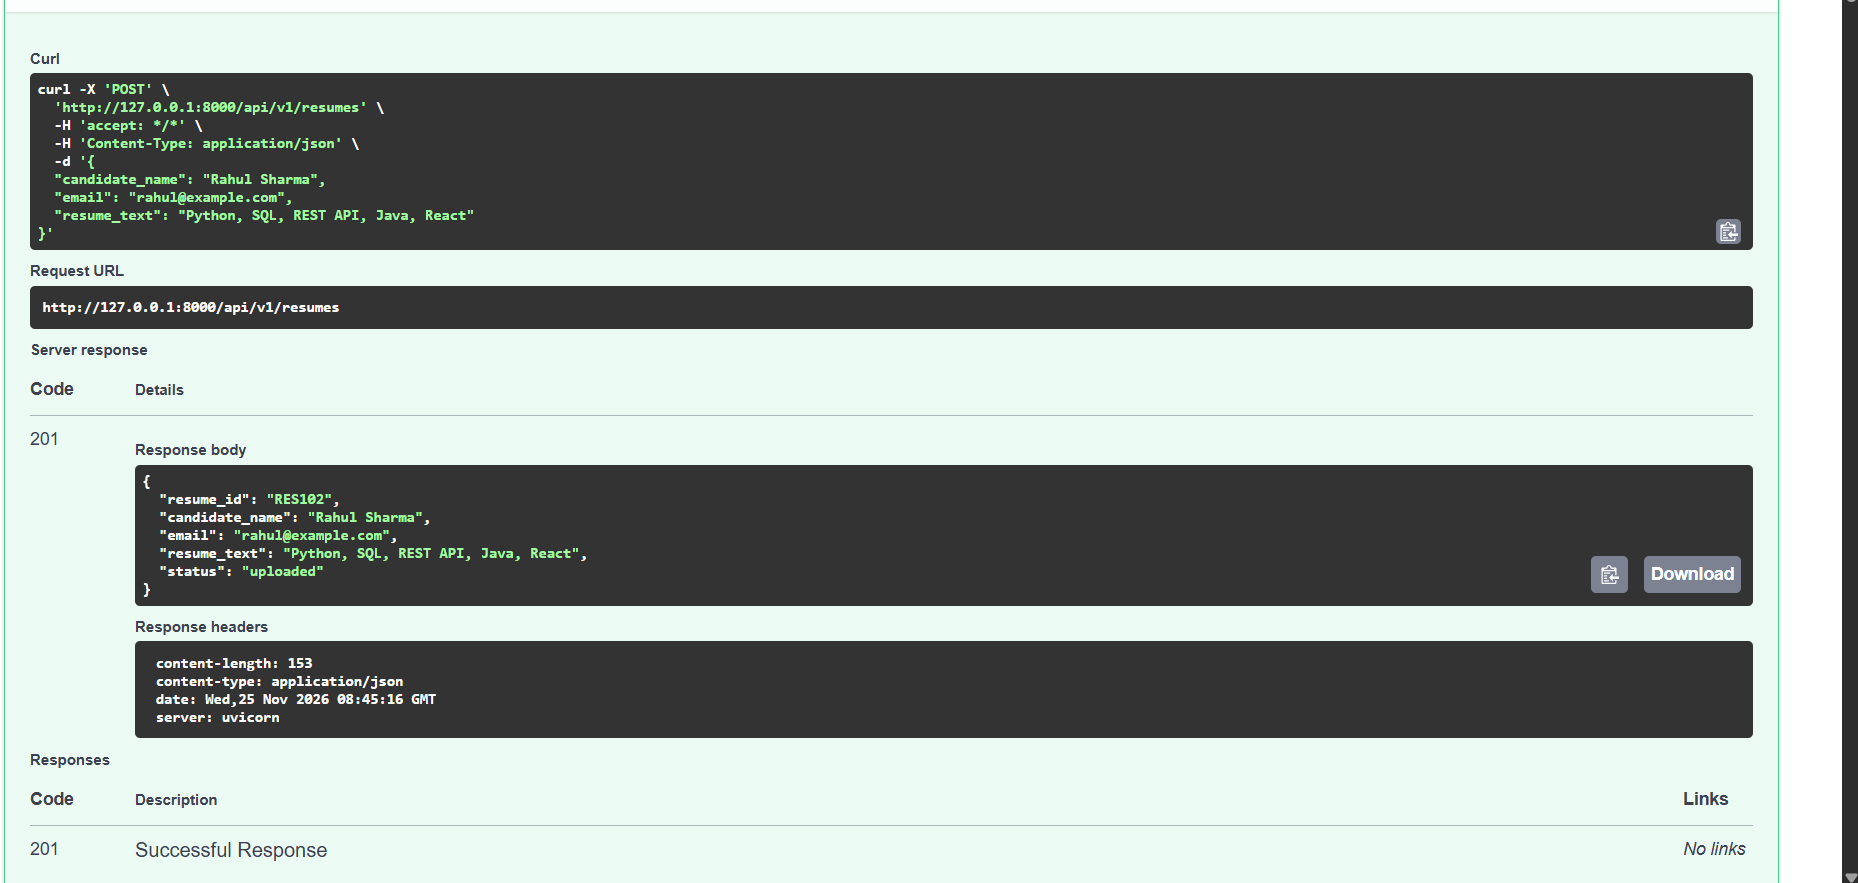 Curl
curl -X 'POST' \
  'http://127.0.0.1:8000/api/v1/resumes' \
  -H 'accept: */*' \
  -H 'Content-Type: application/json' \
  -d '{
  "candidate_name": "Rahul Sharma",
  "email": "rahul@example.com",
  "resume_text": "Python, SQL, REST API, Java, React"
}'
Request URL
http://127.0.0.1:8000/api/v1/resumes
Server response
Code Details
201
Response body
{
  "resume_id": "RES102",
  "candidate_name": "Rahul Sharma",
  "email": "rahul@example.com",
  "resume_text": "Python, SQL, REST API, Java, React",
  "status": "uploaded"
}
Download
Response headers
content-length: 153
content-type: application/json
date: Wed,25 Nov 2026 08:45:16 GMT
server: uvicorn
Responses
Code Description Links
201 Successful Response No links